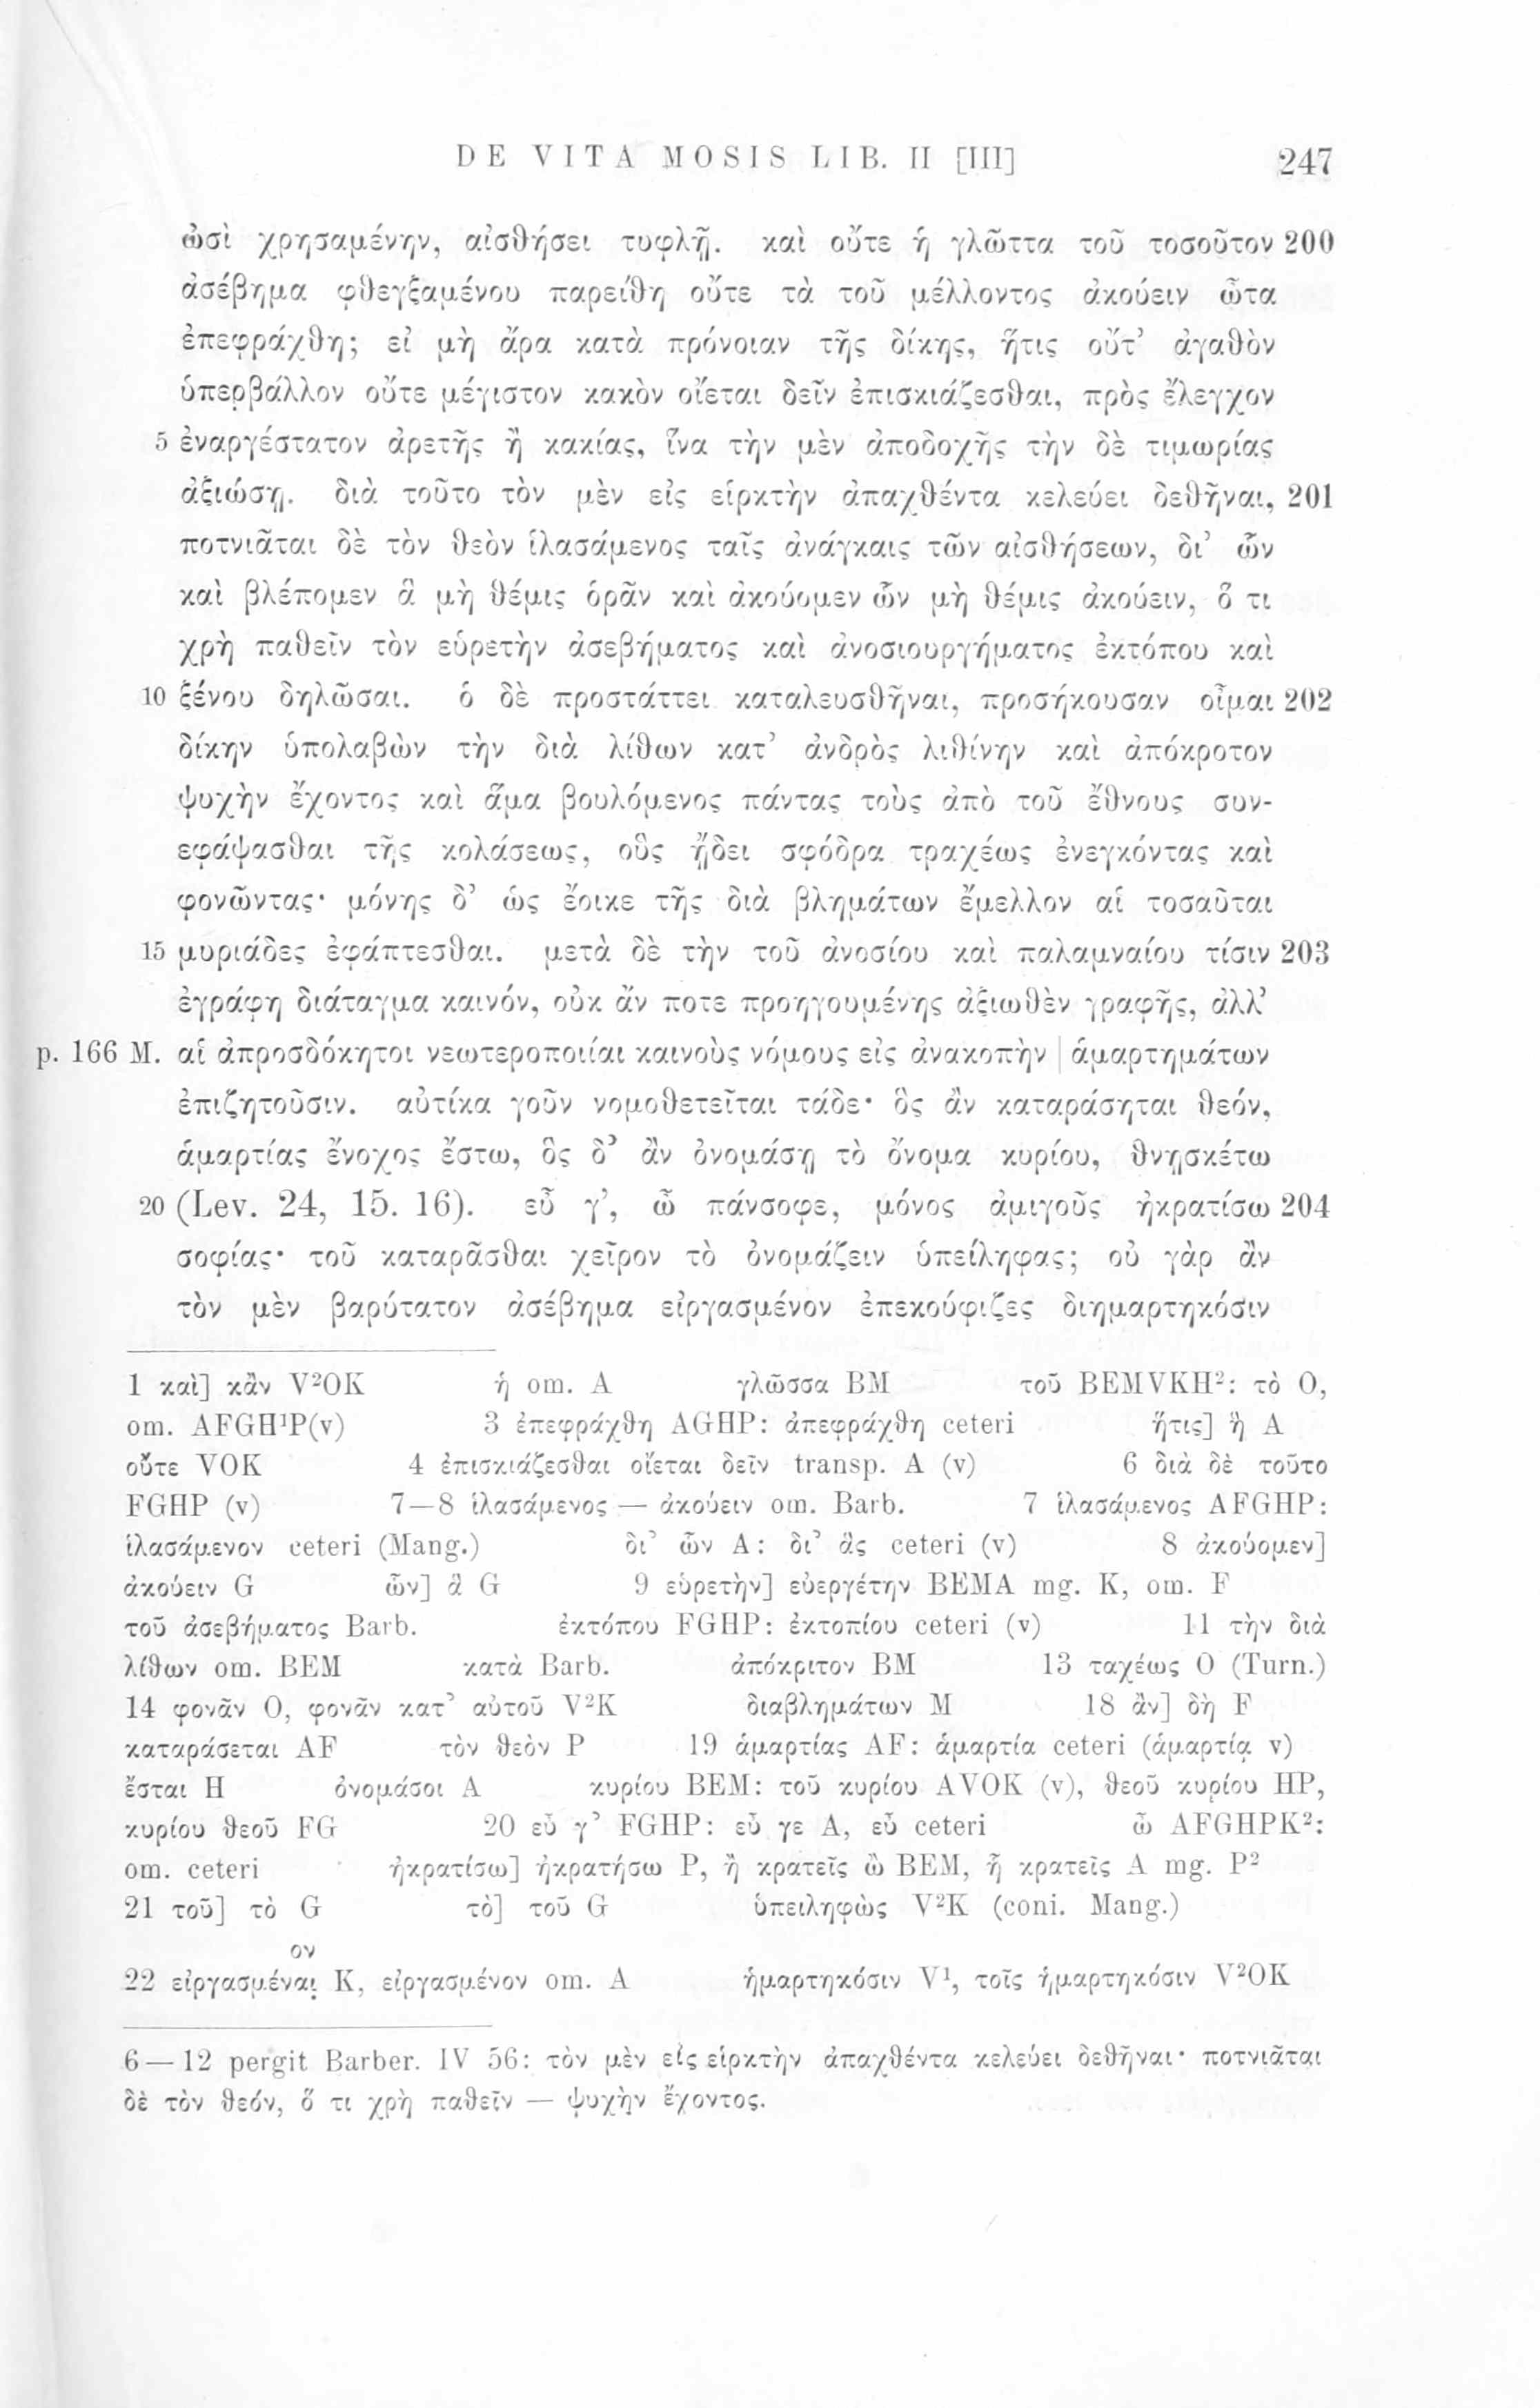 DE VITA MOSIS LIB. II [III] 247
ὠσὶ χρησαμένην, αἰσθήσει τυφλῇ. καὶ οὔτε ἡ γλῶττα τοῦ τοσοῦτον 200
ἀσέβημα φθεγξαμένου παρείθη οὔτε τὰ τοῦ μέλλοντος ἀκούειν ὦτα
ἐπεφράχθη; εἰ μὴ ἄρα κατὰ πρόνοιαν τῆς δίκης, ἥτις οὔτ’ ἀγαθὸν
ὑπερβάλλον οὔτε μέγιστον κακὸν οἴεται δεῖν ἐπισκιάζεσθαι, πρὸς ἔλεγχον
5 ἐναργέστατον ἀρετῆς ἢ κακίας, ἵνα τὴν μὲν ἀποδοχῆς τὴν δὲ τιμωρίας
ἀξιώσῃ. διὰ τοῦτο τὸν μὲν εἰς εἱρκτὴν ἀπαχθέντα κελεύει δεθῆναι, 201
ποτνιᾶται δὲ τὸν θεὸν ἱλασάμενος ταῖς ἀνάγκαις τῶν αἰσθήσεων, δι’ ὧν
καὶ βλέπομεν ἃ μὴ θέμις ὁρᾶν καὶ ἀκούομεν ὧν μὴ θέμις ἀκούειν, ὅ τι
χρὴ παθεῖν τὸν εὑρετὴν ἀσεβήματος καὶ ἀνοσιουργήματος ἐκτόπου καὶ
10 ξένου δηλῶσαι. ὁ δὲ προστάττει καταλευσθῆναι, προσήκουσαν οἶμαι 202
δίκην ὑπολαβὼν τὴν διὰ λίθων κατ’ ἀνδρὸς λιθίνην καὶ ἀπόκροτον
ψυχὴν ἔχοντος καὶ ἅμα βουλόμενος πάντας τοὺς ἀπὸ τοῦ ἔθνους συν-
εφάψασθαι τῆς κολάσεως, οὓς ᾔδει σφόδρα τραχέως ἐνεγκόντας καὶ
φονῶντας· μόνης δ’ ὡς ἔοικε τῆς διὰ βλημάτων ἔμελλον αἱ τοσαῦται
15 μυριάδες ἐφάπτεσθαι. μετὰ δὲ τὴν τοῦ ἀνοσίου καὶ παλαμναίου τίσιν 203
ἐγράφη διάταγμα καινόν, οὐκ ἄν ποτε προηγουμένης ἀξιωθὲν γραφῆς, ἀλλ’
p. 166 M. αἱ ἀπροσδόκητοι νεωτεροποιίαι καινοὺς νόμους εἰς ἀνακοπὴν | ἁμαρτημάτων
ἐπιζητοῦσιν. αὐτίκα γοῦν νομοθετεῖται τάδε· ὃς ἂν καταράσηται θεόν,
ἁμαρτίας ἔνοχος ἔστω, ὃς δ’ ἂν ὀνομάσῃ τὸ ὄνομα κυρίου, θνῃσκέτω
20 (Lev. 24, 15. 16). εὖ γ’, ὦ πάνσοφε, μόνος ἀμιγοῦς ἠκρατίσω 204
σοφίας· τοῦ καταρᾶσθαι χεῖρον τὸ ὀνομάζειν ὑπείληφας; οὐ γὰρ ἂν
τὸν μὲν βαρύτατον ἀσέβημα εἰργασμένον ἐπεκούφιζες διημαρτηκόσιν
1 καὶ] κἂν V²OK ἡ om. A γλῶσσα BM τοῦ BEMVKH²: τὸ O,
om. AFGH¹P(v) 3 ἐπεφράχθη AGHP: ἀπεφράχθη ceteri ἥτις] ἢ A
οὔτε VOK 4 ἐπισκιάζεσθαι οἴεται δεῖν transp. A (v) 6 διὰ δὲ τοῦτο
FGHP (v) 7—8 ἱλασάμενος — ἀκούειν om. Barb. 7 ἱλασάμενος AFGHP:
ἱλασάμενον ceteri (Mang.) δι’ ὧν A: δι’ ἃς ceteri (v) 8 ἀκούομεν]
ἀκούειν G ὧν] ἃ G 9 εὑρετὴν] εὐεργέτην BEMA mg. K, om. F
τοῦ ἀσεβήματος Barb. ἐκτόπου FGHP: ἐκτοπίου ceteri (v) 11 τὴν διὰ
λίθων om. BEM κατὰ Barb. ἀπόκριτον BM 13 ταχέως O (Turn.)
14 φονᾶν O, φονᾶν κατ’ αὐτοῦ V²K διαβλημάτων M 18 ἂν] δὴ F
καταράσεται AF τὸν θεὸν P 19 ἁμαρτίας AF: ἁμαρτία ceteri (ἁμαρτίᾳ v)
ἔσται H ὀνομάσοι A κυρίου BEM: τοῦ κυρίου AVOK (v), θεοῦ κυρίου HP,
κυρίου θεοῦ FG 20 εὖ γ’ FGHP: εὖ γε A, εὖ ceteri ὦ AFGHPK²:
om. ceteri ἠκρατίσω] ἠκρατήσω P, ἢ κρατεῖς ὦ BEM, ἦ κρατεῖς A mg. P²
21 τοῦ] τὸ G τὸ] τοῦ G ὑπειληφὼς V²K (coni. Mang.)
ον
22 εἰργασμέναι K, εἰργασμένον om. A ἡμαρτηκόσιν V¹, τοῖς ἡμαρτηκόσιν V²OK
6—12 pergit Barber. IV 56: τὸν μὲν εἰς εἱρκτὴν ἀπαχθέντα κελεύει δεθῆναι· ποτνιᾶται
δὲ τὸν θεόν, ὅ τι χρὴ παθεῖν — ψυχὴν ἔχοντος.